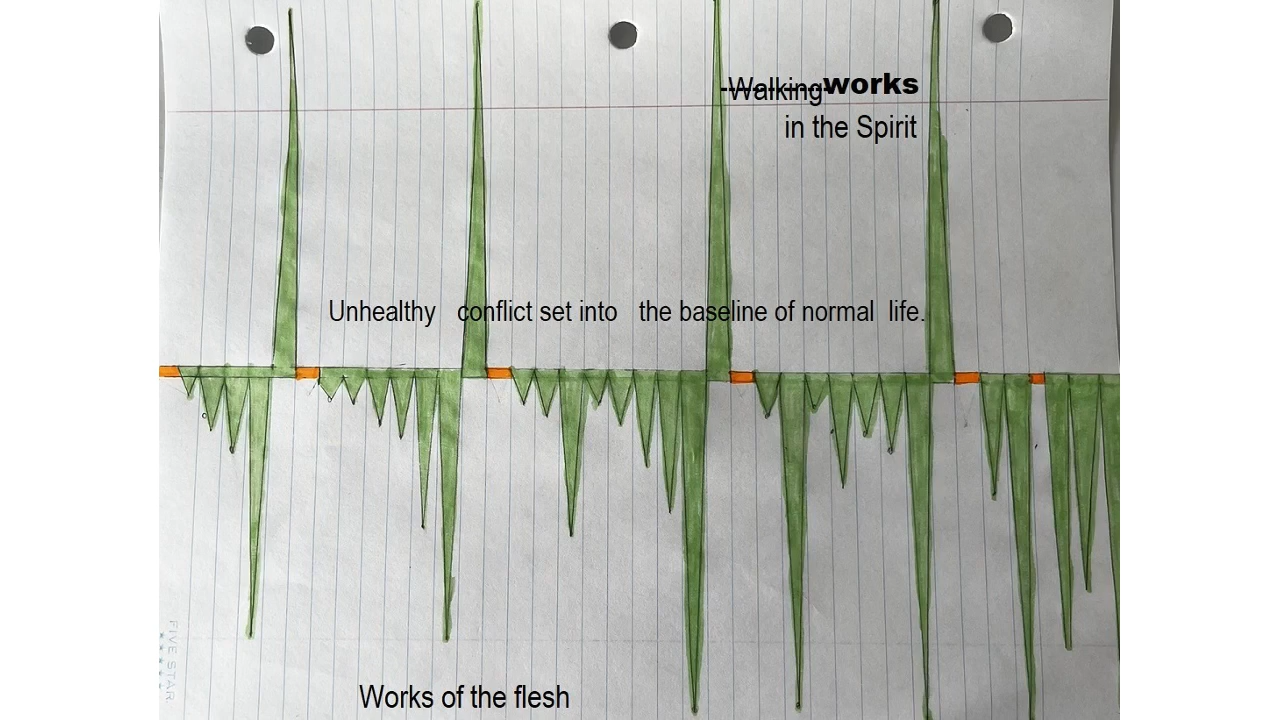 -Walking-works
in the Spirit
Unhealthy conflict set into the baseline of normal life.
Works of the flesh
FIVE STAR